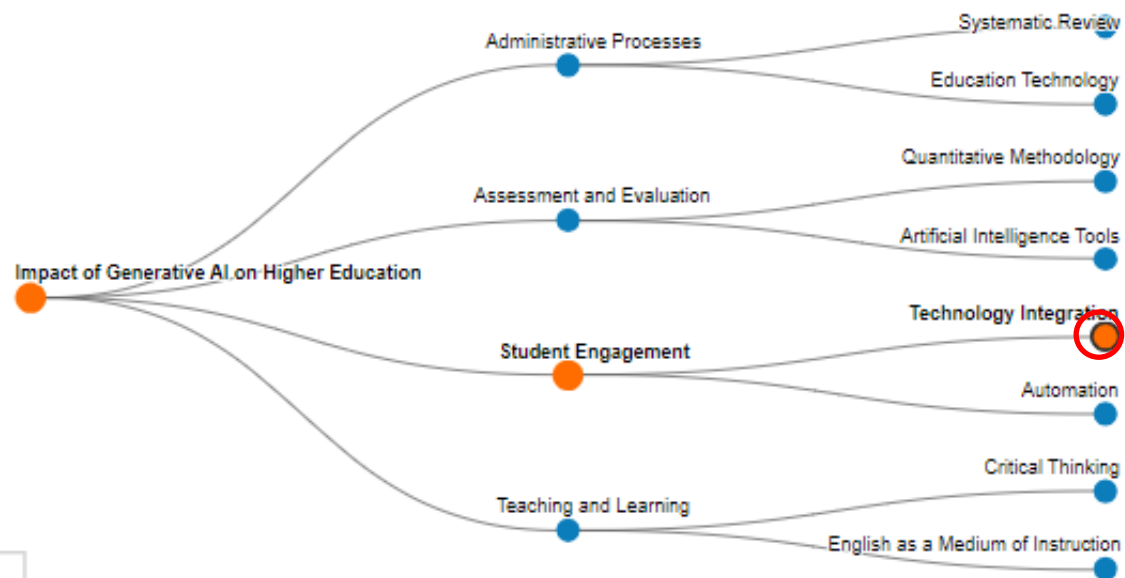 Systematic Review
Administrative Processes
Education Technology
Quantitative Methodology
Assessment and Evaluation
Artificial Intelligence Tools
Impact of Generative AI on Higher Education
Technology Integration
Student Engagement
Automation
Critical Thinking
Teaching and Learning
English as a Medium of Instruction